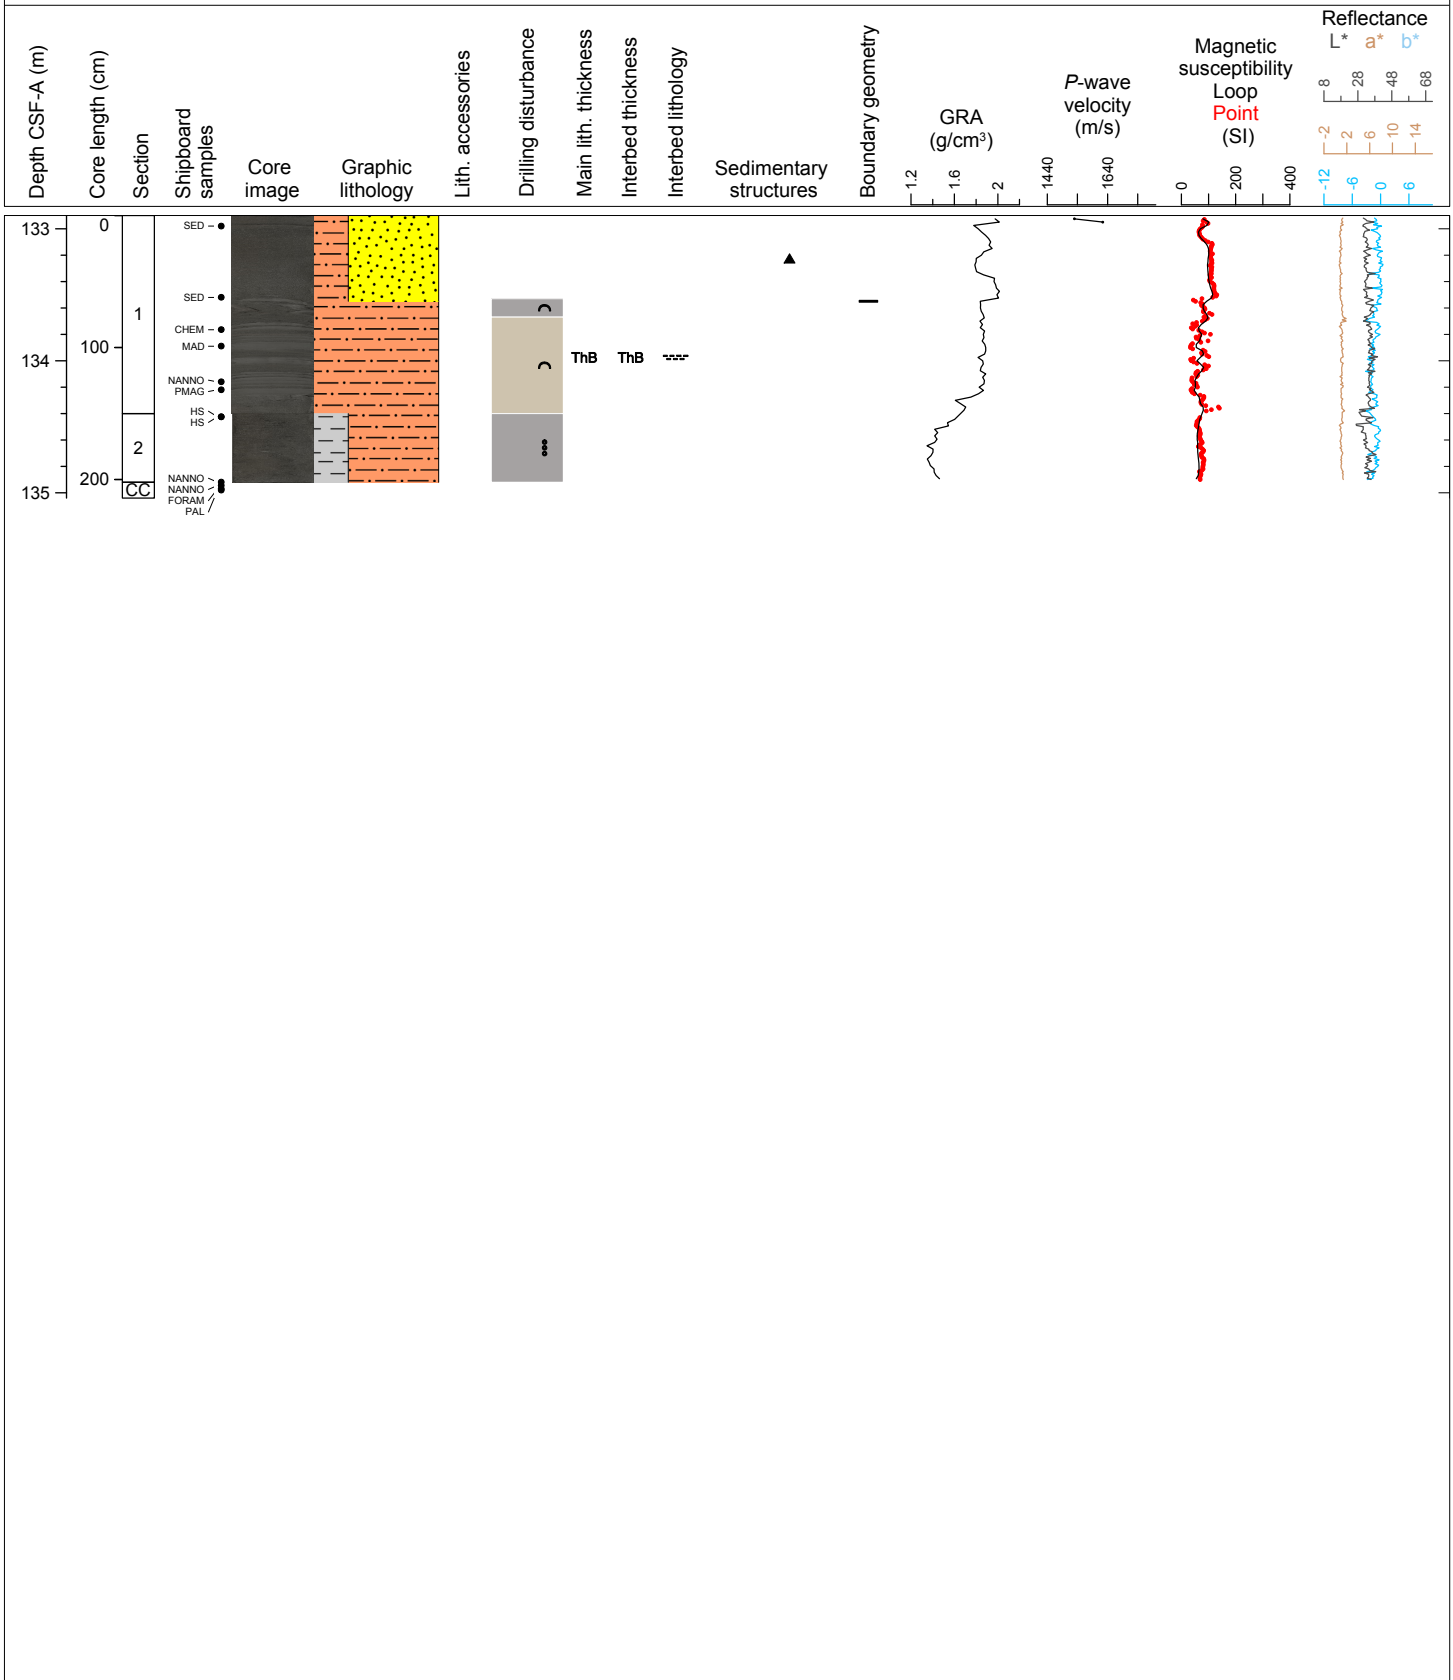 Depth CSF-A (m)
Core length (cm)
Section
Shipboard
samples
Core
image
Graphic
lithology
Lith. accessories
Drilling disturbance
Main lith. thickness
Interbed thickness
Interbed lithology
Sedimentary
structures
Boundary geometry
GRA
(g/cm³)
1.2
1.6
2
P-wave
velocity
(m/s)
1440
1640
Magnetic
susceptibility
Loop
Point
(SI)
0
200
400
Reflectance
L* a* b*
8
28
48
68
-2
2
6
10
14
-12
-6
0
6
133
134
135
0
100
200
1
2
CC
SED
SED
CHEM
MAD
NANNO
PMAG
HS
HS
NANNO
NANNO
FORAM
PAL
ThB
ThB